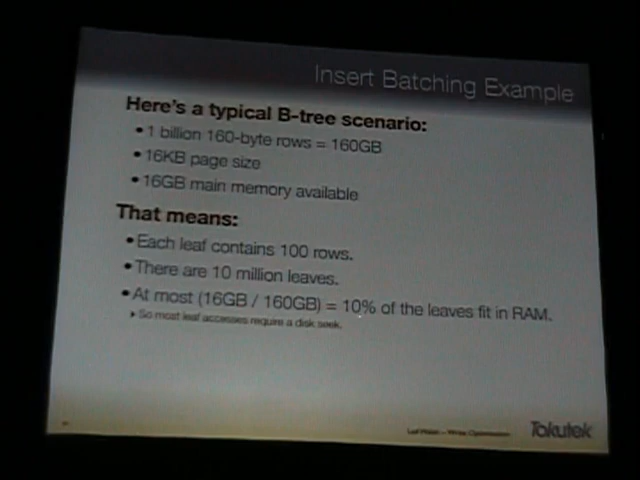 Insert Batching Example
Here's a typical B-tree scenario:
• 1 billion 160-byte rows = 160GB
• 16KB page size
• 16GB main memory available
That means:
• Each leaf contains 100 rows.
• There are 10 million leaves.
• At most (16GB / 160GB) = 10% of the leaves fit in RAM.
▸ So most leaf accesses require a disk seek.
Tokutek